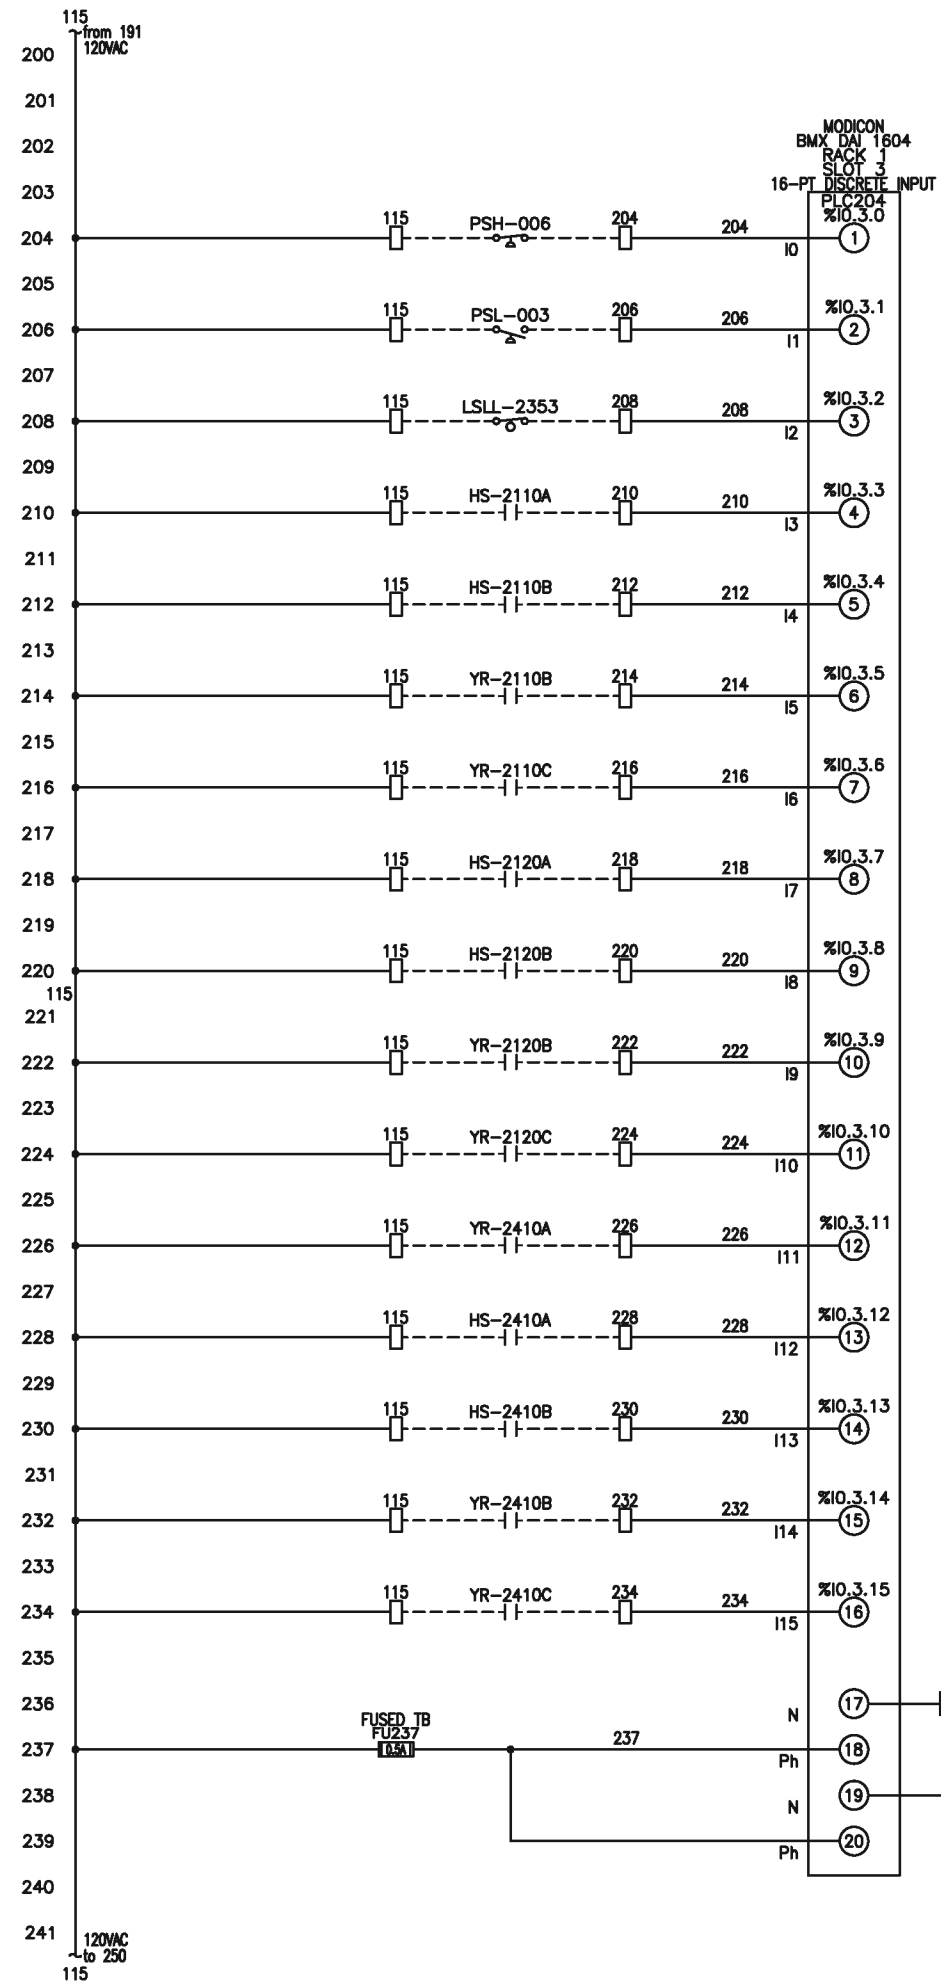 115
from 191
120VAC
200
201
202
203
MODICON
BMX DAI 1604
RACK 1
SLOT 3
16-PT DISCRETE INPUT
PLC204
%I0.3.0
204 115 PSH-006 204 204 I0 1
205
%I0.3.1
206 115 PSL-003 206 206 I1 2
207
%I0.3.2
208 115 LSLL-2353 208 208 I2 3
209
%I0.3.3
210 115 HS-2110A 210 210 I3 4
211
%I0.3.4
212 115 HS-2110B 212 212 I4 5
213
%I0.3.5
214 115 YR-2110B 214 214 I5 6
215
%I0.3.6
216 115 YR-2110C 216 216 I6 7
217
%I0.3.7
218 115 HS-2120A 218 218 I7 8
219
%I0.3.8
220 115 HS-2120B 220 220 I8 9
115
221
%I0.3.9
222 115 YR-2120B 222 222 I9 10
223
%I0.3.10
224 115 YR-2120C 224 224 I10 11
225
%I0.3.11
226 115 YR-2410A 226 226 I11 12
227
%I0.3.12
228 115 HS-2410A 228 228 I12 13
229
%I0.3.13
230 115 HS-2410B 230 230 I13 14
231
%I0.3.14
232 115 YR-2410B 232 232 I14 15
233
%I0.3.15
234 115 YR-2410C 234 234 I15 16
235
236 N 17
FUSED TB
FU237
237 0.5A 237 Ph 18
238 N 19
239 Ph 20
240
241
120VAC
to 250
115